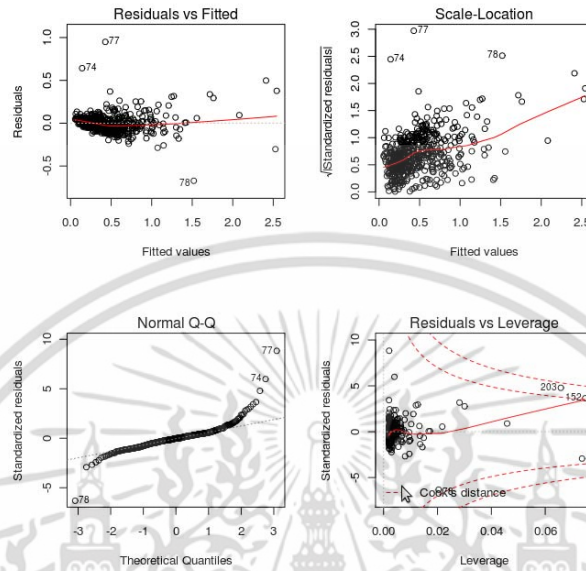 Residuals vs Fitted
Residuals
1.0
0.5
0.0
-0.5
77
74
78
0.0 0.5 1.0 1.5 2.0 2.5
Fitted values
Scale-Location
√|Standardized residuals|
3.0
2.5
2.0
1.5
1.0
0.5
0.0
77
74
78
0.0 0.5 1.0 1.5 2.0 2.5
Fitted values
Normal Q-Q
Standardized residuals
10
5
0
-5
77
74
78
-3 -2 -1 0 1 2 3
Theoretical Quantiles
Residuals vs Leverage
Standardized residuals
10
5
0
-5
203
152
Cook's distance
0.00 0.02 0.04 0.06
Leverage